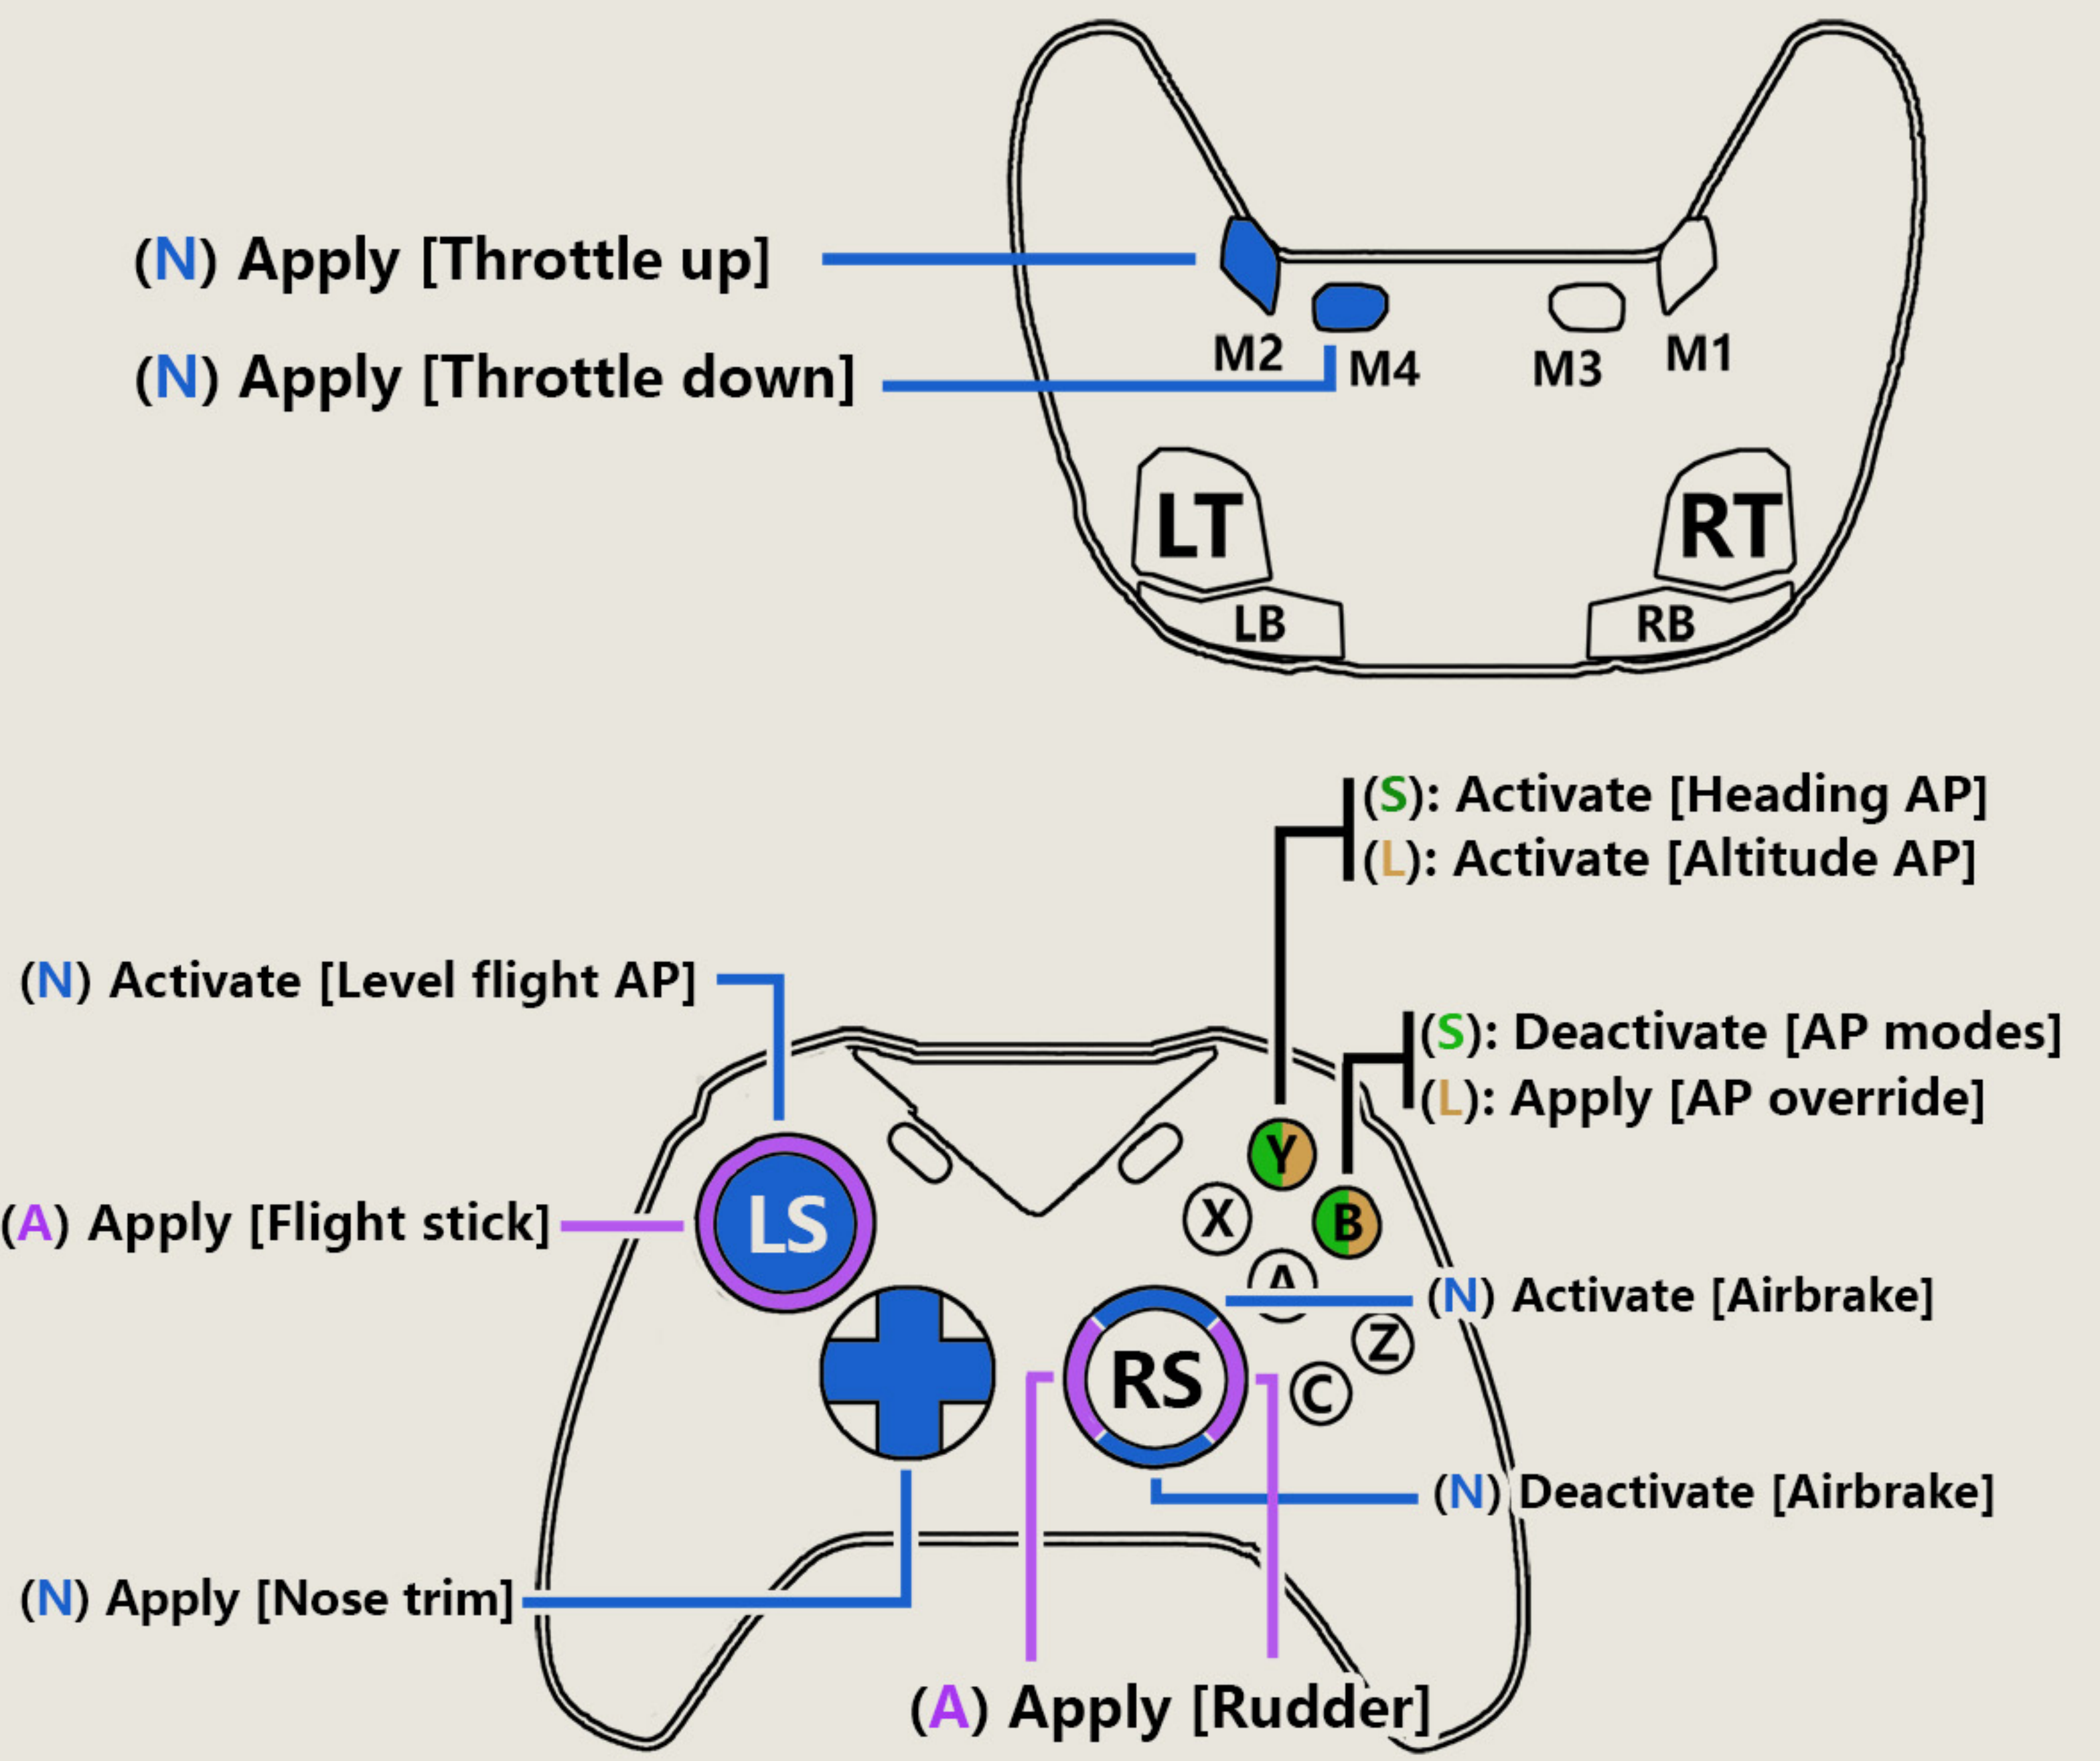 (N) Apply [Throttle up]
(N) Apply [Throttle down]
M2
M4
M3
M1
LT
RT
LB
RB
(S): Activate [Heading AP]
(L): Activate [Altitude AP]
(N) Activate [Level flight AP]
(S): Deactivate [AP modes]
(L): Apply [AP override]
Y
X
B
(A) Apply [Flight stick]
LS
A
(N) Activate [Airbrake]
Z
RS
C
(N) Deactivate [Airbrake]
(N) Apply [Nose trim]
(A) Apply [Rudder]